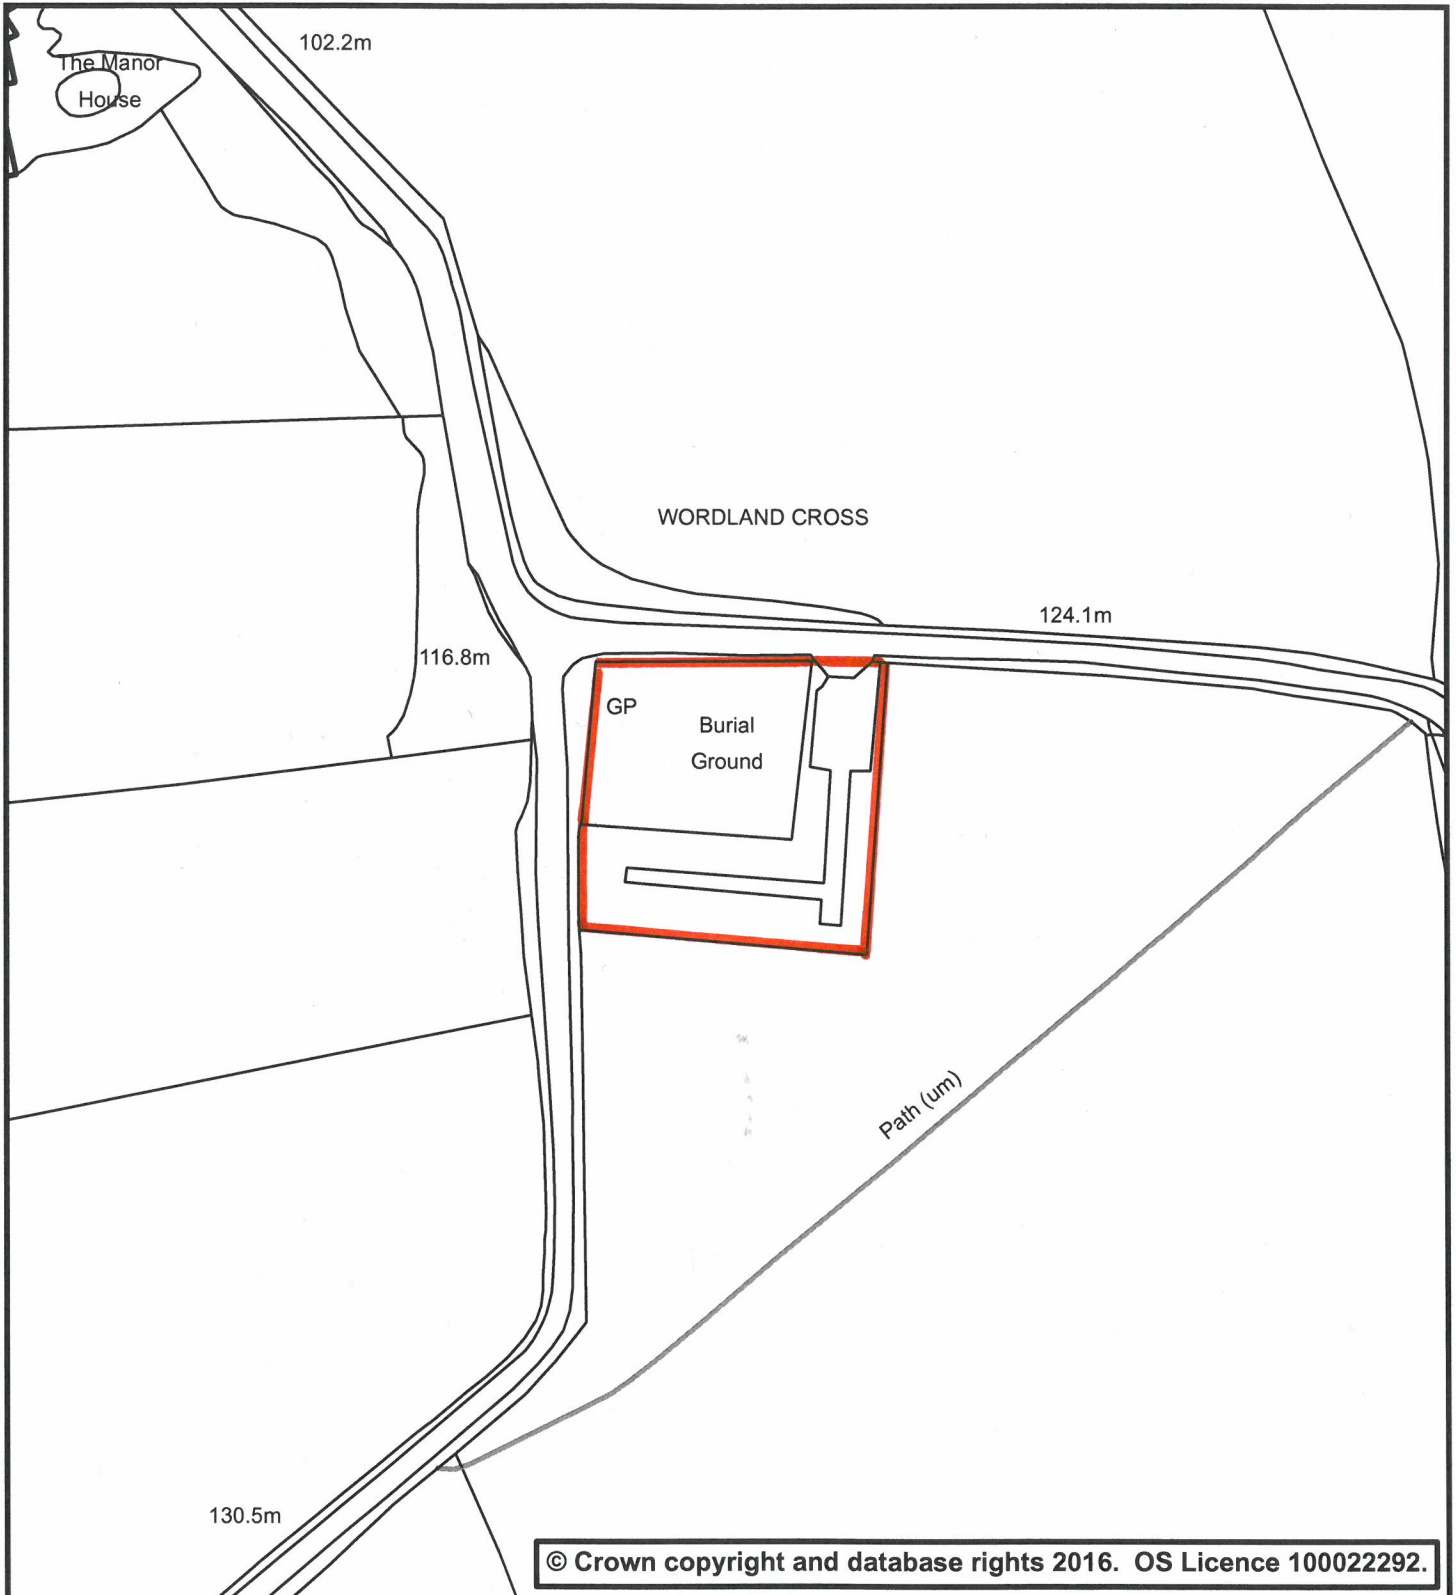 102.2m
The Manor
House
WORDLAND CROSS
124.1m
116.8m
GP
Burial
Ground
Path (um)
130.5m
© Crown copyright and database rights 2016. OS Licence 100022292.